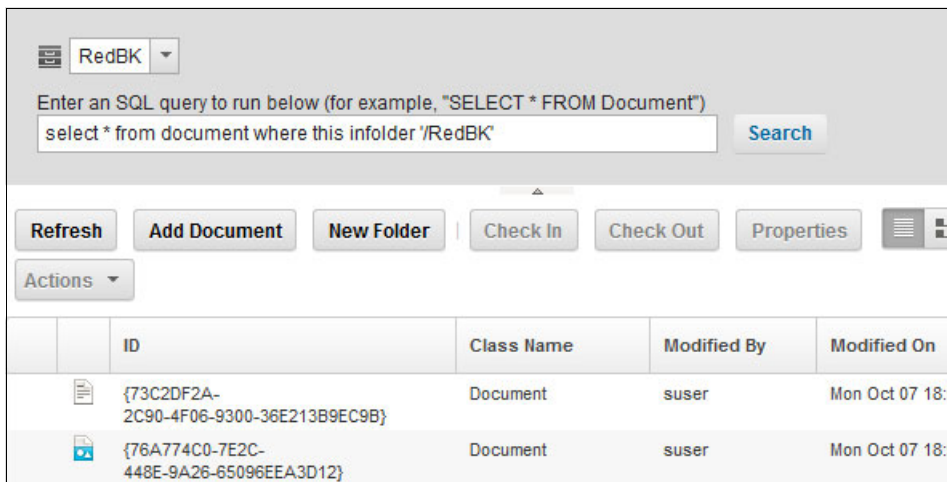 RedBK
Enter an SQL query to run below (for example, "SELECT * FROM Document")
select * from document where this infolder '/RedBK'
Search
Refresh Add Document New Folder Check In Check Out Properties
Actions
ID Class Name Modified By Modified On
{73C2DF2A- Document suser Mon Oct 07 18:
2C90-4F06-9300-36E213B9EC9B}
{76A774C0-7E2C- Document suser Mon Oct 07 18:
448E-9A26-65096EEA3D12}